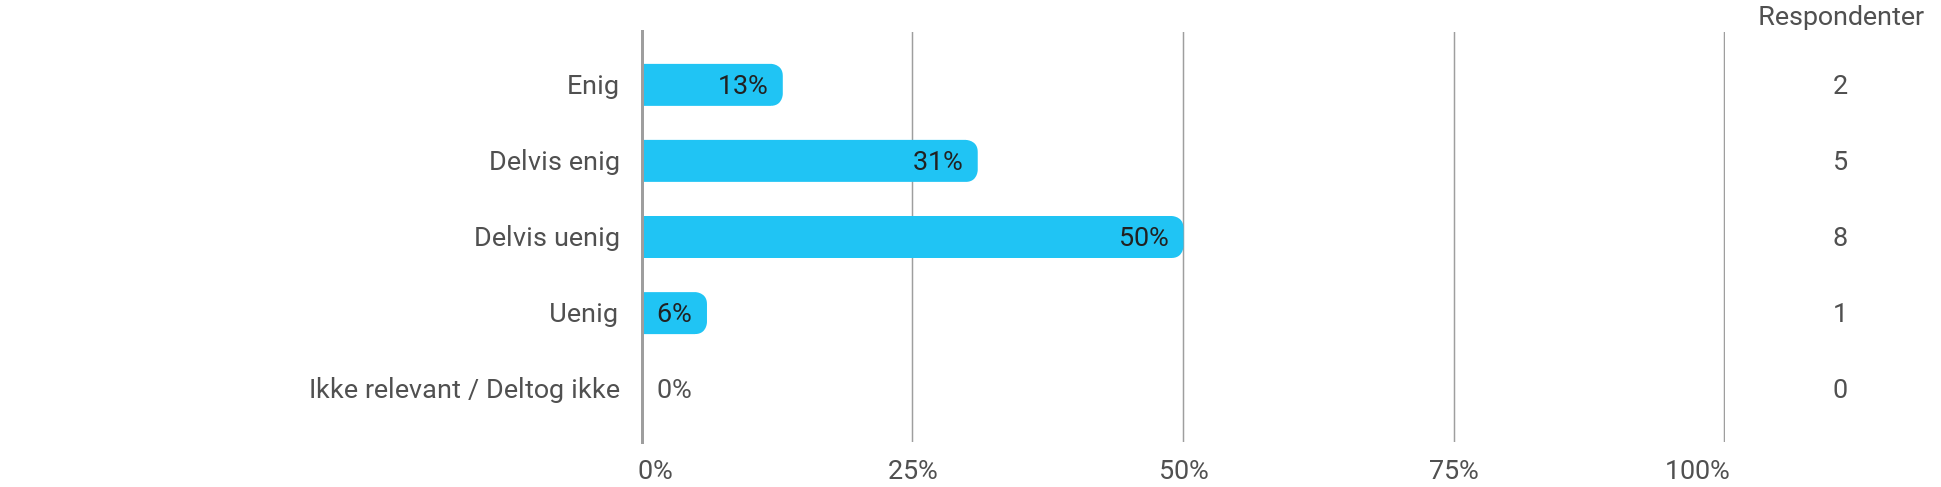 Respondenter
Enig 13% 2
Delvis enig 31% 5
Delvis uenig 50% 8
Uenig 6% 1
Ikke relevant / Deltog ikke 0% 0
0% 25% 50% 75% 100%